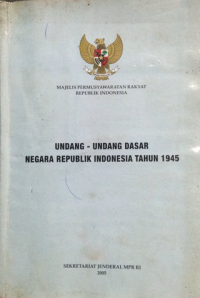 MAJELIS PERMUSYAWARATAN RAKYAT
REPUBLIK INDONESIA
UNDANG - UNDANG DASAR
NEGARA REPUBLIK INDONESIA TAHUN 1945
SEKRETARIAT JENDERAL MPR RI